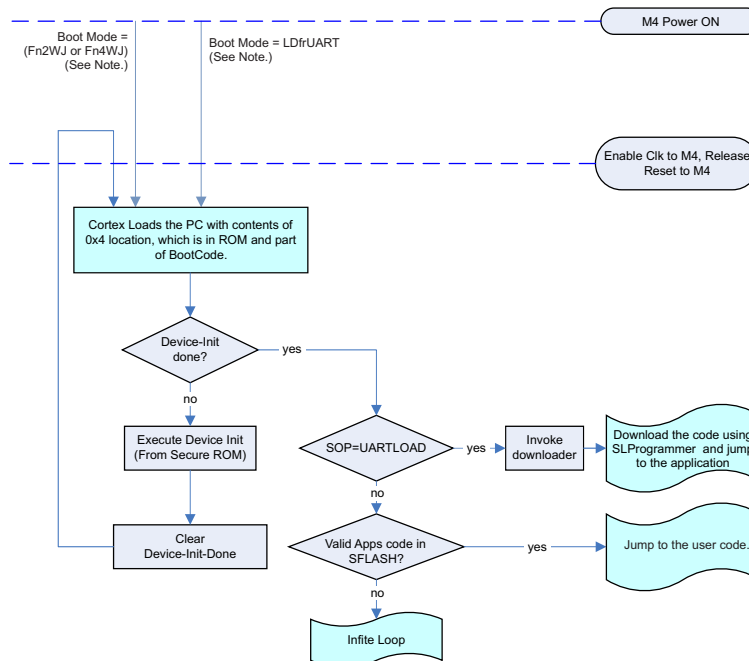 M4 Power ON
Boot Mode =
(Fn2WJ or Fn4WJ)
(See Note.)
Boot Mode = LDfrUART
(See Note.)
Enable Clk to M4, Release
Reset to M4
Cortex Loads the PC with contents of
0x4 location, which is in ROM and part
of BootCode.
Device-Init
done?
yes
no
Execute Device Init
(From Secure ROM)
Clear
Device-Init-Done
SOP=UARTLOAD
yes
Invoke
downloader
Download the code using
SLProgrammer and jump
to the application
no
Valid Apps code in
SFLASH?
yes
Jump to the user code.
no
Infite Loop